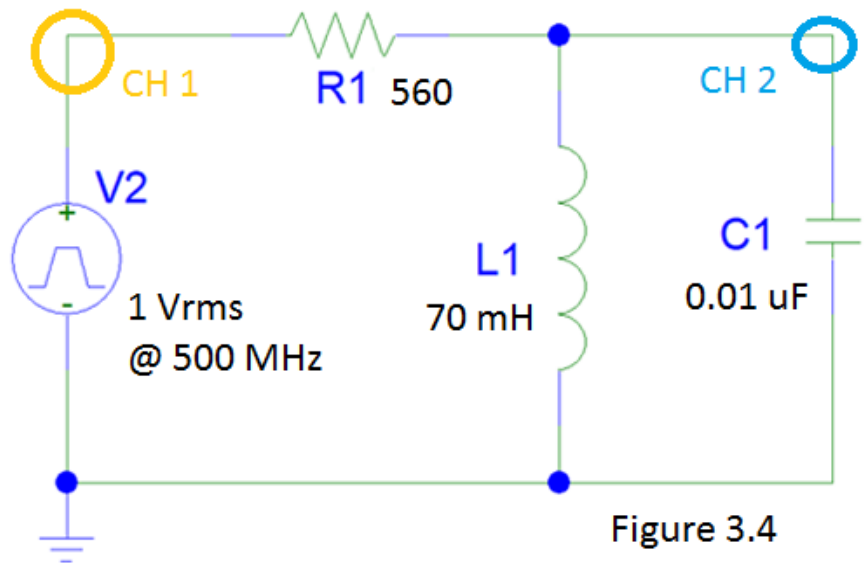 CH 1
R1 560
CH 2
V2
+
-
1 Vrms
@ 500 MHz
L1
70 mH
C1
0.01 uF
Figure 3.4